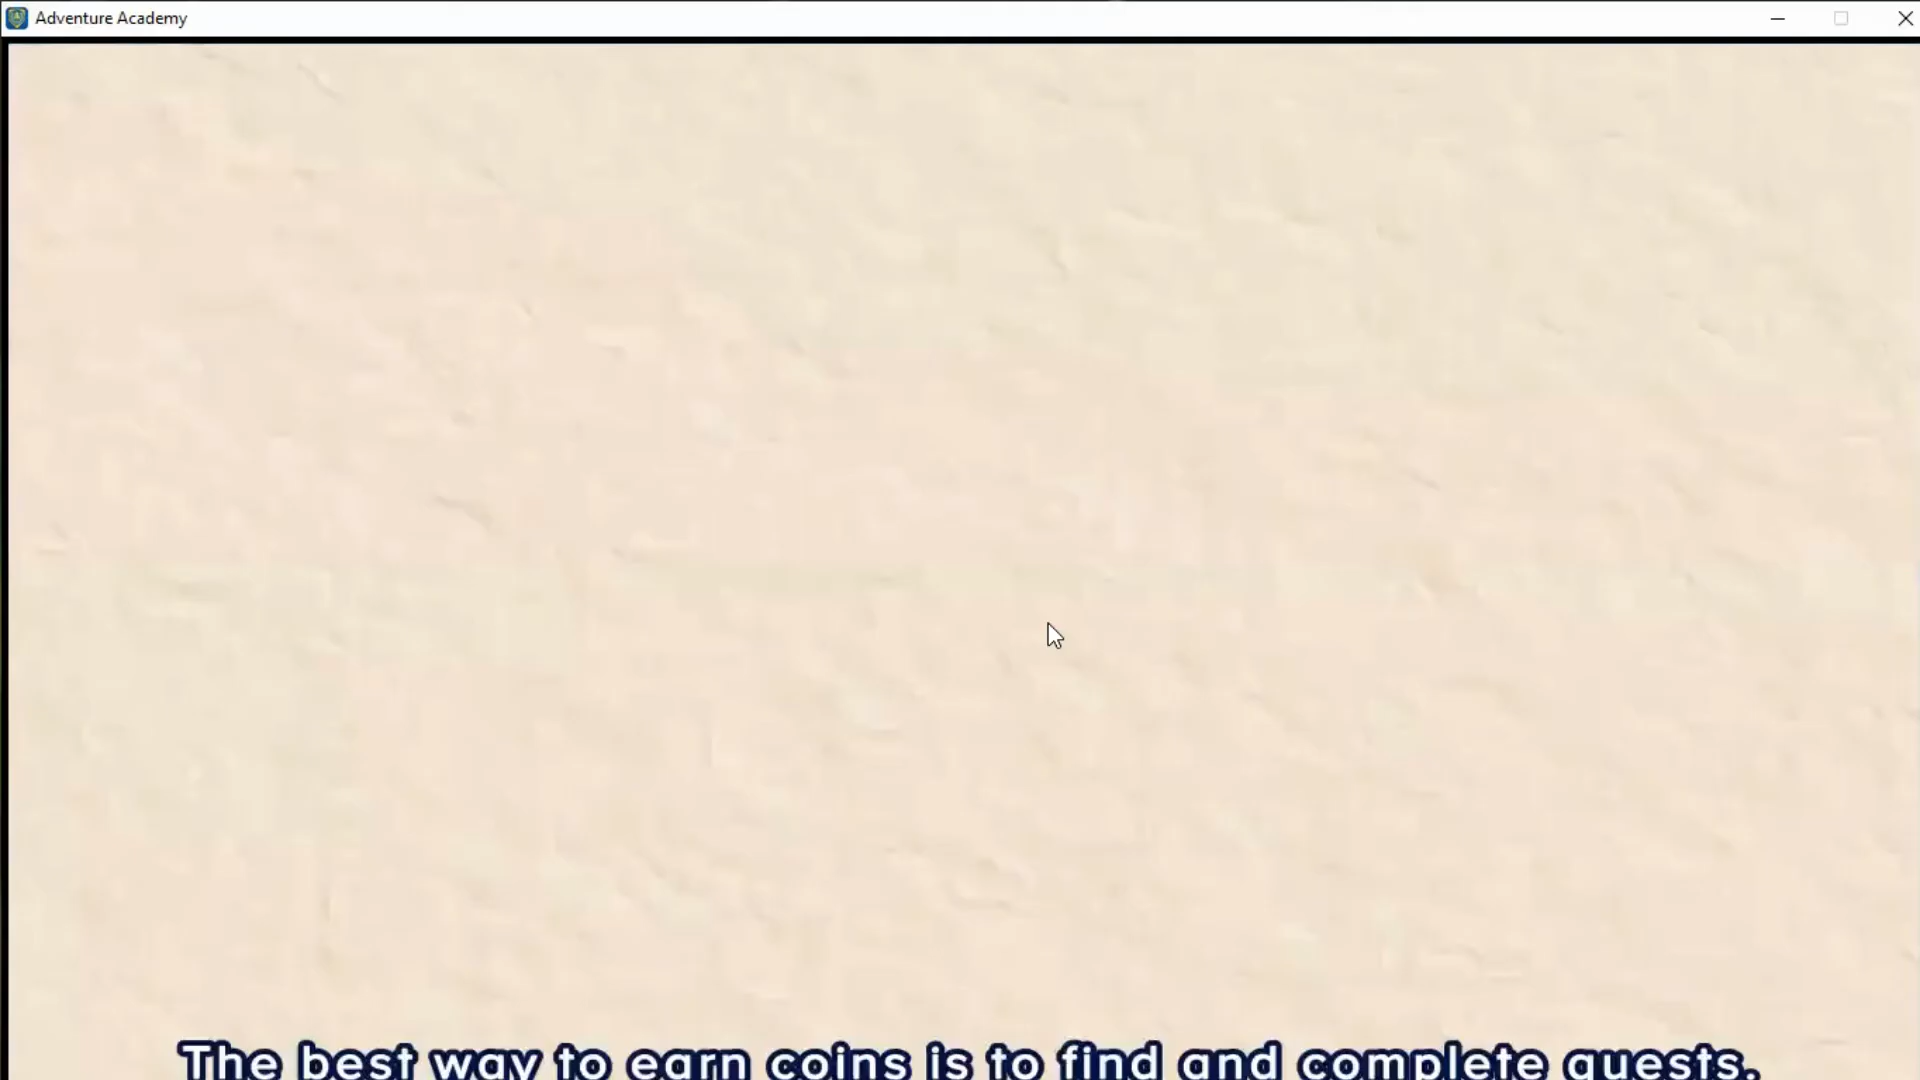 Adventure Academy
The best way to earn coins is to find and complete quests.